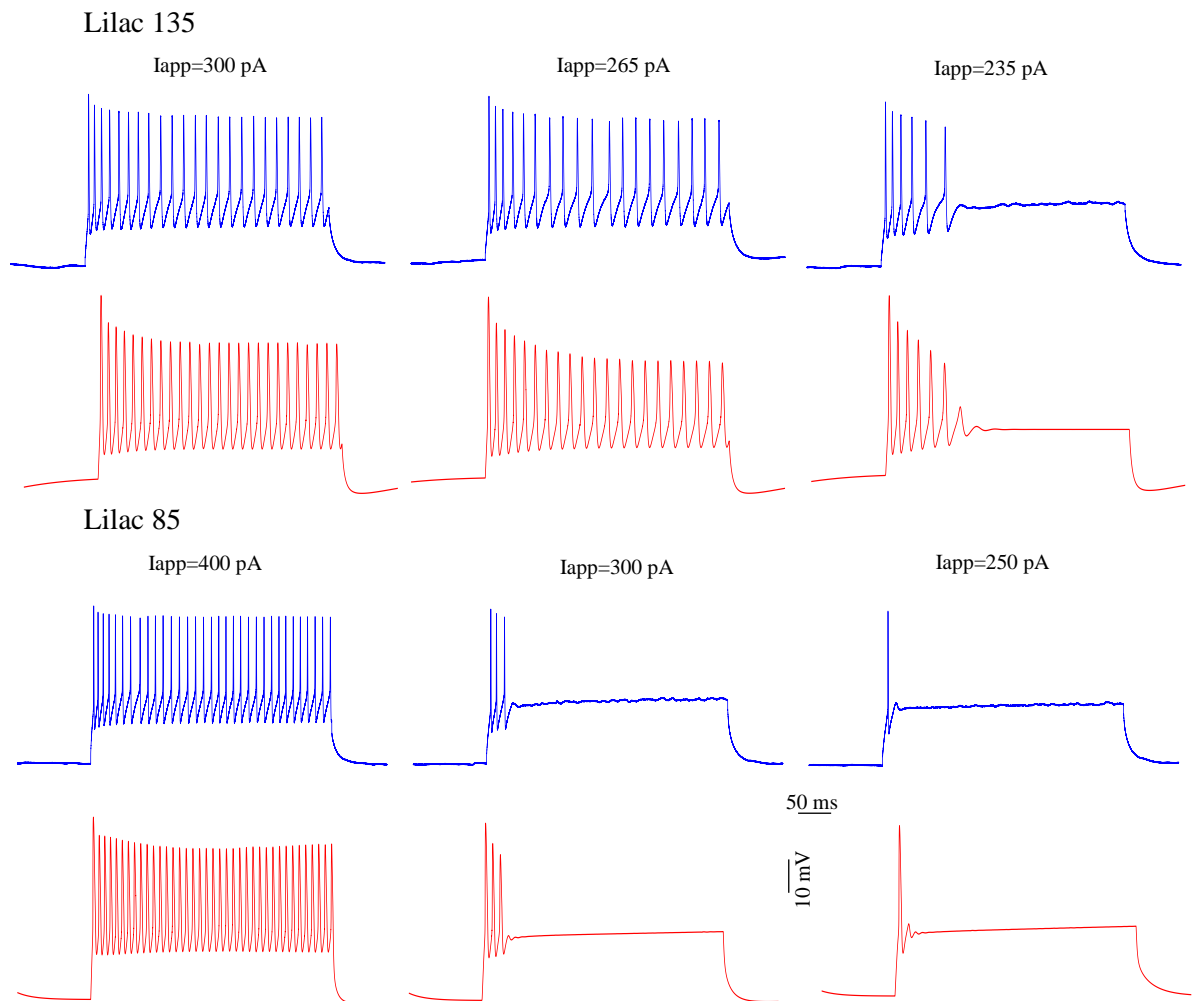 Lilac 135
Iapp=300 pA
Iapp=265 pA
Iapp=235 pA
Lilac 85
Iapp=400 pA
Iapp=300 pA
Iapp=250 pA
50 ms
10 mV